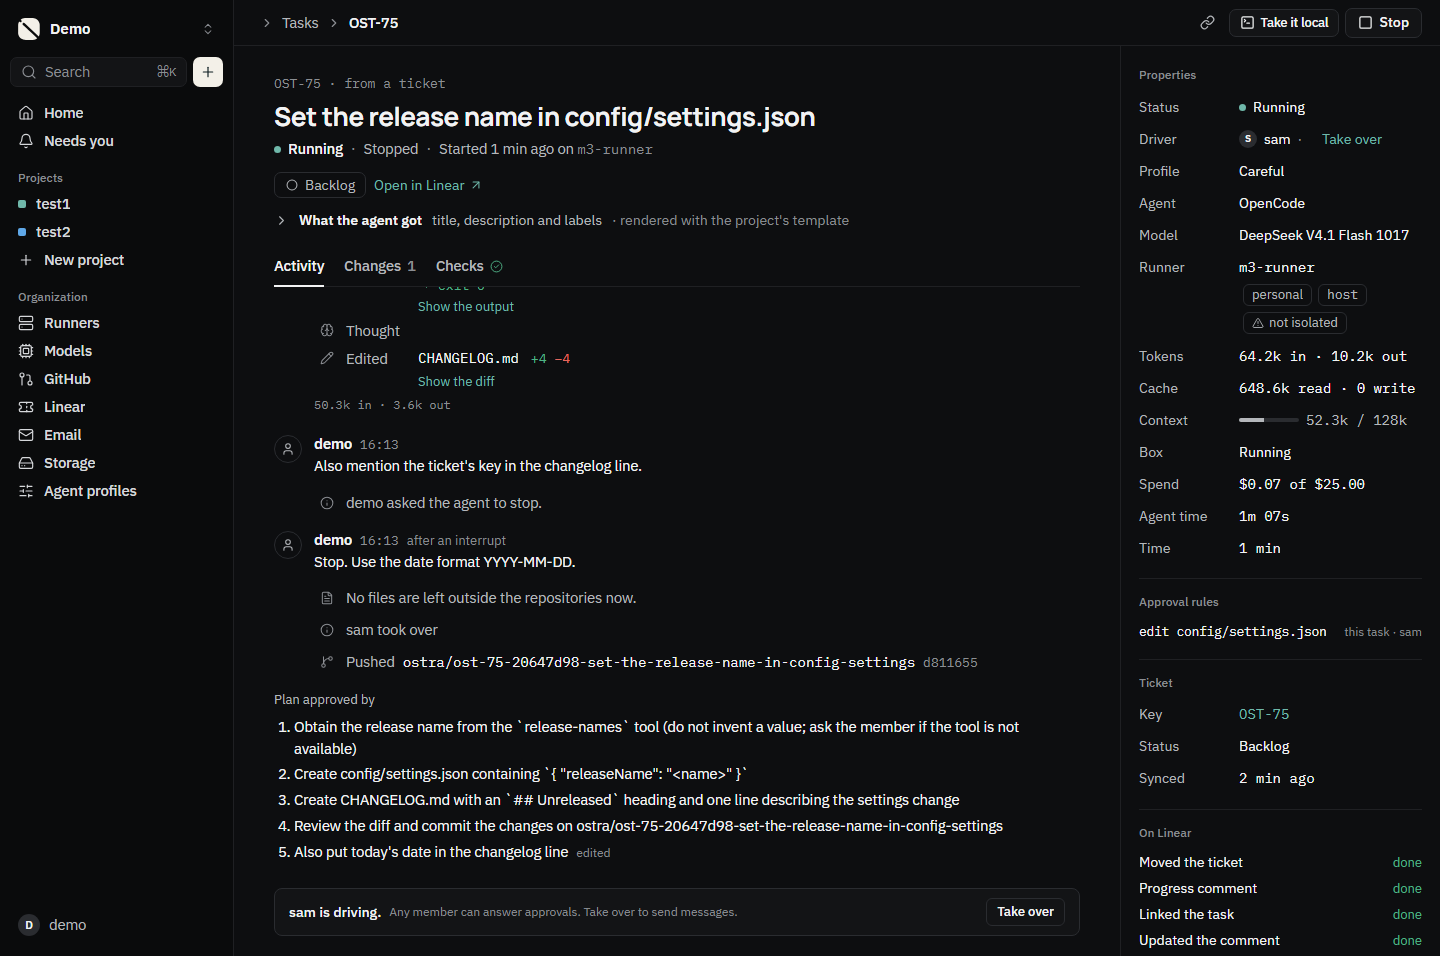 Demo
Search ⌘K
Home
Needs you
Projects
test1
test2
New project
Organization
Runners
Models
GitHub
Linear
Email
Storage
Agent profiles
D demo
Tasks OST-75
Take it local
Stop
OST-75 · from a ticket
Set the release name in config/settings.json
Running · Stopped · Started 1 min ago on m3-runner
Backlog Open in Linear ↗
What the agent got title, description and labels · rendered with the project's template
Activity Changes 1 Checks
exit 0
Show the output
Thought
Edited CHANGELOG.md +4 −4
Show the diff
50.3k in · 3.6k out
demo 16:13
Also mention the ticket's key in the changelog line.
demo asked the agent to stop.
demo 16:13 after an interrupt
Stop. Use the date format YYYY-MM-DD.
No files are left outside the repositories now.
sam took over
Pushed ostra/ost-75-20647d98-set-the-release-name-in-config-settings d811655
Plan approved by
1. Obtain the release name from the `release-names` tool (do not invent a value; ask the member if the tool is not
available)
2. Create config/settings.json containing `{ "releaseName": "<name>" }`
3. Create CHANGELOG.md with an `## Unreleased` heading and one line describing the settings change
4. Review the diff and commit the changes on ostra/ost-75-20647d98-set-the-release-name-in-config-settings
5. Also put today's date in the changelog line edited
sam is driving. Any member can answer approvals. Take over to send messages.
Take over
Properties
Status Running
Driver S sam · Take over
Profile Careful
Agent OpenCode
Model DeepSeek V4.1 Flash 1017
Runner m3-runner
personal host
not isolated
Tokens 64.2k in · 10.2k out
Cache 648.6k read · 0 write
Context 52.3k / 128k
Box Running
Spend $0.07 of $25.00
Agent time 1m 07s
Time 1 min
Approval rules
edit config/settings.json this task · sam
Ticket
Key OST-75
Status Backlog
Synced 2 min ago
On Linear
Moved the ticket done
Progress comment done
Linked the task done
Updated the comment done